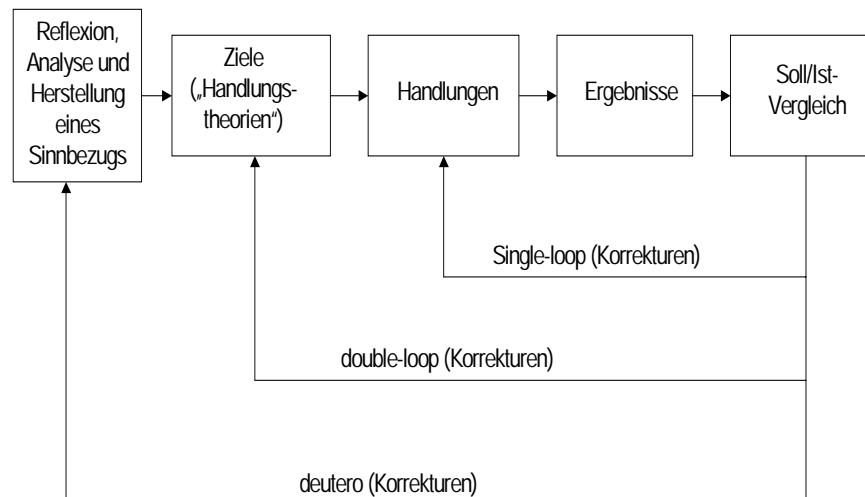 Reflexion,
Analyse und
Herstellung
eines
Sinnbezugs
Ziele
(„Handlungs-
theorien“)
Handlungen
Ergebnisse
Soll/Ist-
Vergleich
Single-loop (Korrekturen)
double-loop (Korrekturen)
deutero (Korrekturen)